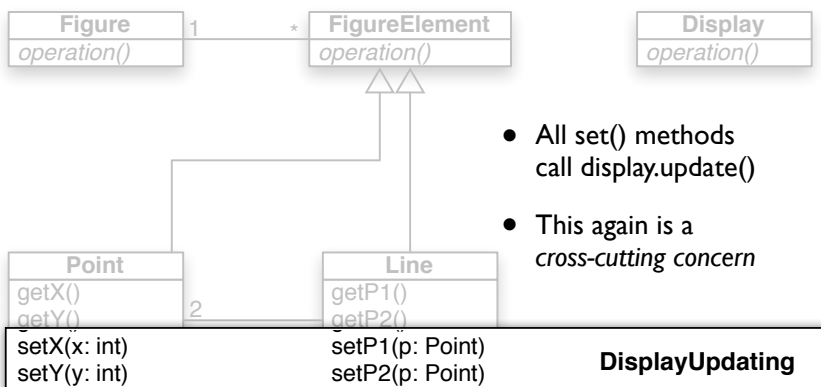 Figure
operation()
1
*
FigureElement
operation()
Display
operation()
• All set() methods
call display.update()
• This again is a
cross-cutting concern
Point
getX()
getY()
2
Line
getP1()
getP2()
setX(x: int)
setY(y: int)
setP1(p: Point)
setP2(p: Point)
DisplayUpdating